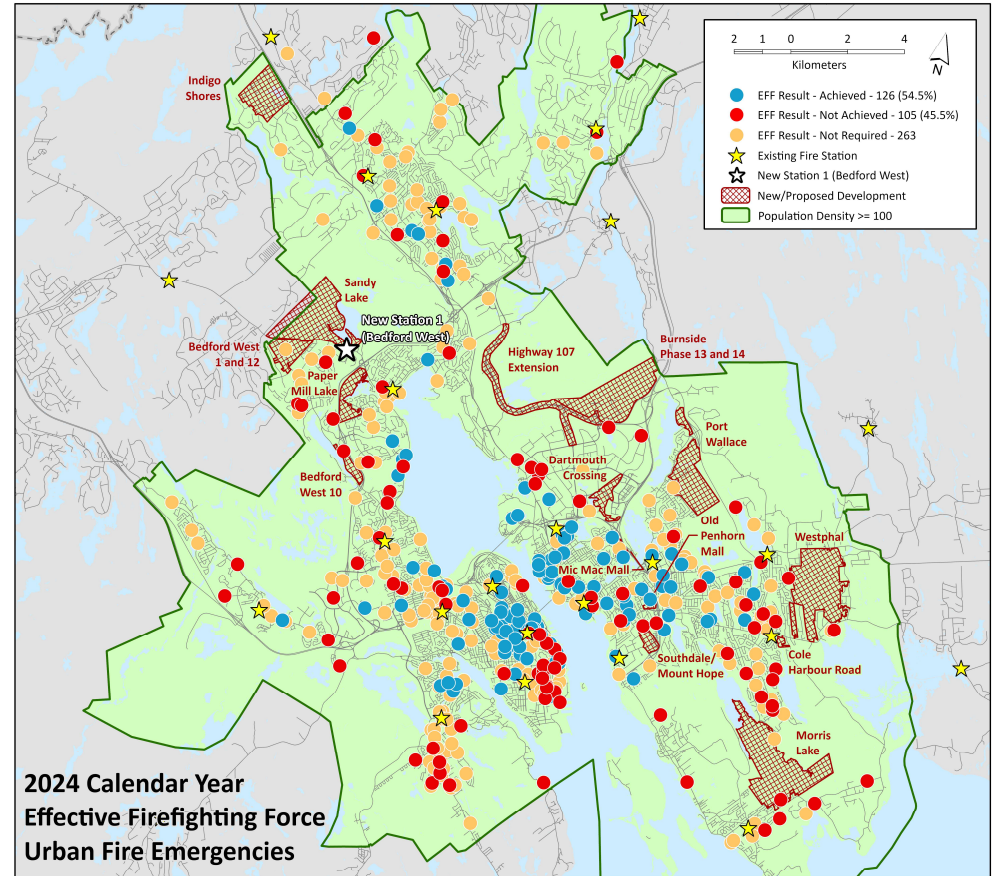 2 1 0 2 4
Kilometers
N
EFF Result - Achieved - 126 (54.5%)
EFF Result - Not Achieved - 105 (45.5%)
EFF Result - Not Required - 263
Existing Fire Station
New Station 1 (Bedford West)
New/Proposed Development
Population Density >= 100
Indigo
Shores
Sandy
Lake
New Station 1
(Bedford West)
Bedford West
1 and 12
Paper
Mill Lake
Highway 107
Extension
Burnside
Phase 13 and 14
Port
Wallace
Dartmouth
Crossing
Bedford
West 10
Old
Penhorn
Mall
Westphal
Mic Mac Mall
Southdale/
Mount Hope
Cole
Harbour Road
Morris
Lake
2024 Calendar Year
Effective Firefighting Force
Urban Fire Emergencies